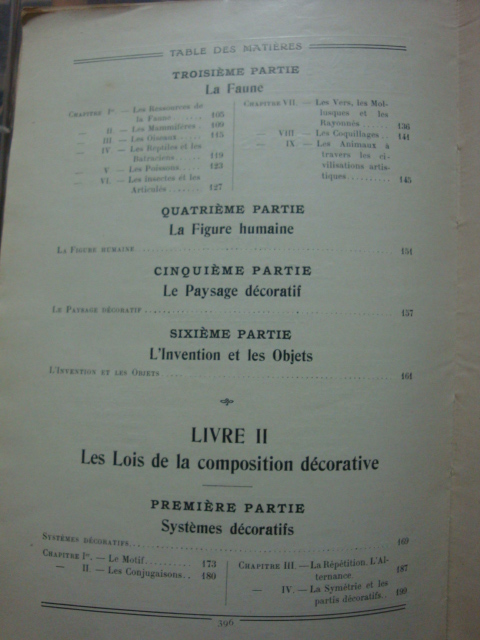 TABLE DES MATIÈRES
TROISIÈME PARTIE
La Faune
CHAPITRE Ier. — Les Ressources de
la Faune ...... 105
— II. — Les Mammifères . 109
— III. — Les Oiseaux ..... 115
— IV. — Les Reptiles et les
Batraciens ..... 119
— V. — Les Poissons .... 123
— VI. — Les Insectes et les
Articulés ....... 127
CHAPITRE VII. — Les Vers, les Mol-
lusques et les
Rayonnés ..... 136
— VIII — Les Coquillages .. 141
— IX. — Les Animaux à
travers les ci-
vilisations artis-
tiques .......... 145
QUATRIÈME PARTIE
La Figure humaine
LA FIGURE HUMAINE ........ 151
CINQUIÈME PARTIE
Le Paysage décoratif
LE PAYSAGE DÉCORATIF ........ 157
SIXIÈME PARTIE
L'Invention et les Objets
L'INVENTION ET LES OBJETS ........ 161
LIVRE II
Les Lois de la composition décorative
PREMIÈRE PARTIE
Systèmes décoratifs
SYSTÈMES DÉCORATIFS ........ 169
CHAPITRE Ier. — Le Motif .......... 173
— II. — Les Conjugaisons .. 180
CHAPITRE III. — La Répétition. L'Al-
ternance. 187
— IV. — La Symétrie et les
partis décoratifs. . 199
396